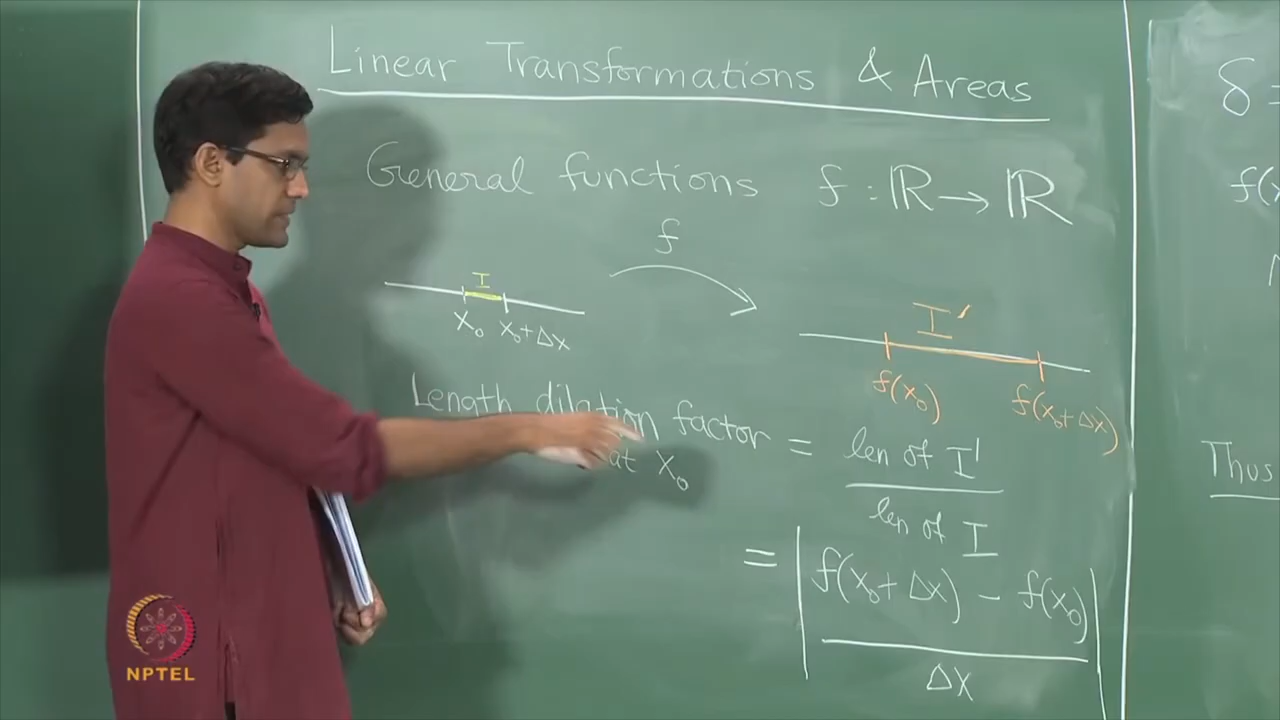 Linear Transformations & Areas
General functions f : ℝ → ℝ
f
I
x₀ x₀+Δx
I′
f(x₀) f(x₀+Δx)
Length dilation factor = len of I′
at x₀
len of I
= | f(x₀+Δx) − f(x₀) |
Δx
δ =
f(x
Thus
NPTEL